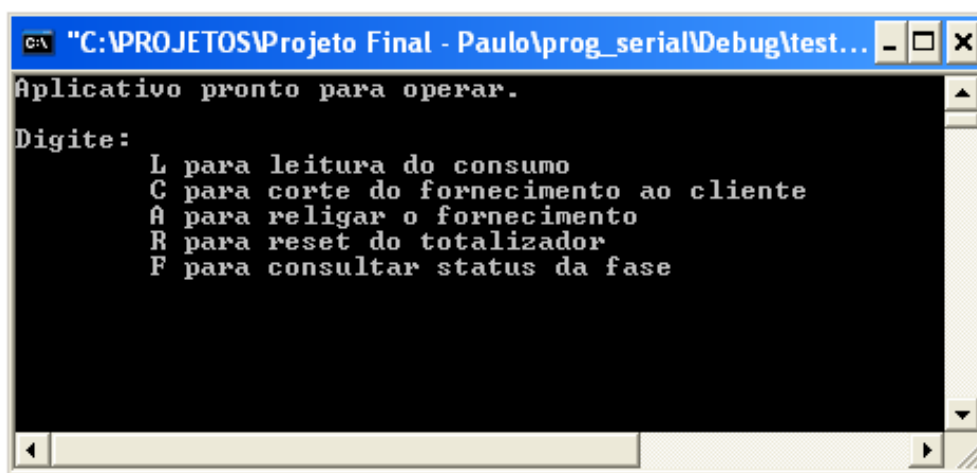 "C:\PROJETOS\Projeto Final - Paulo\prog_serial\Debug\test...
Aplicativo pronto para operar.
Digite:
L para leitura do consumo
C para corte do fornecimento ao cliente
A para religar o fornecimento
R para reset do totalizador
F para consultar status da fase